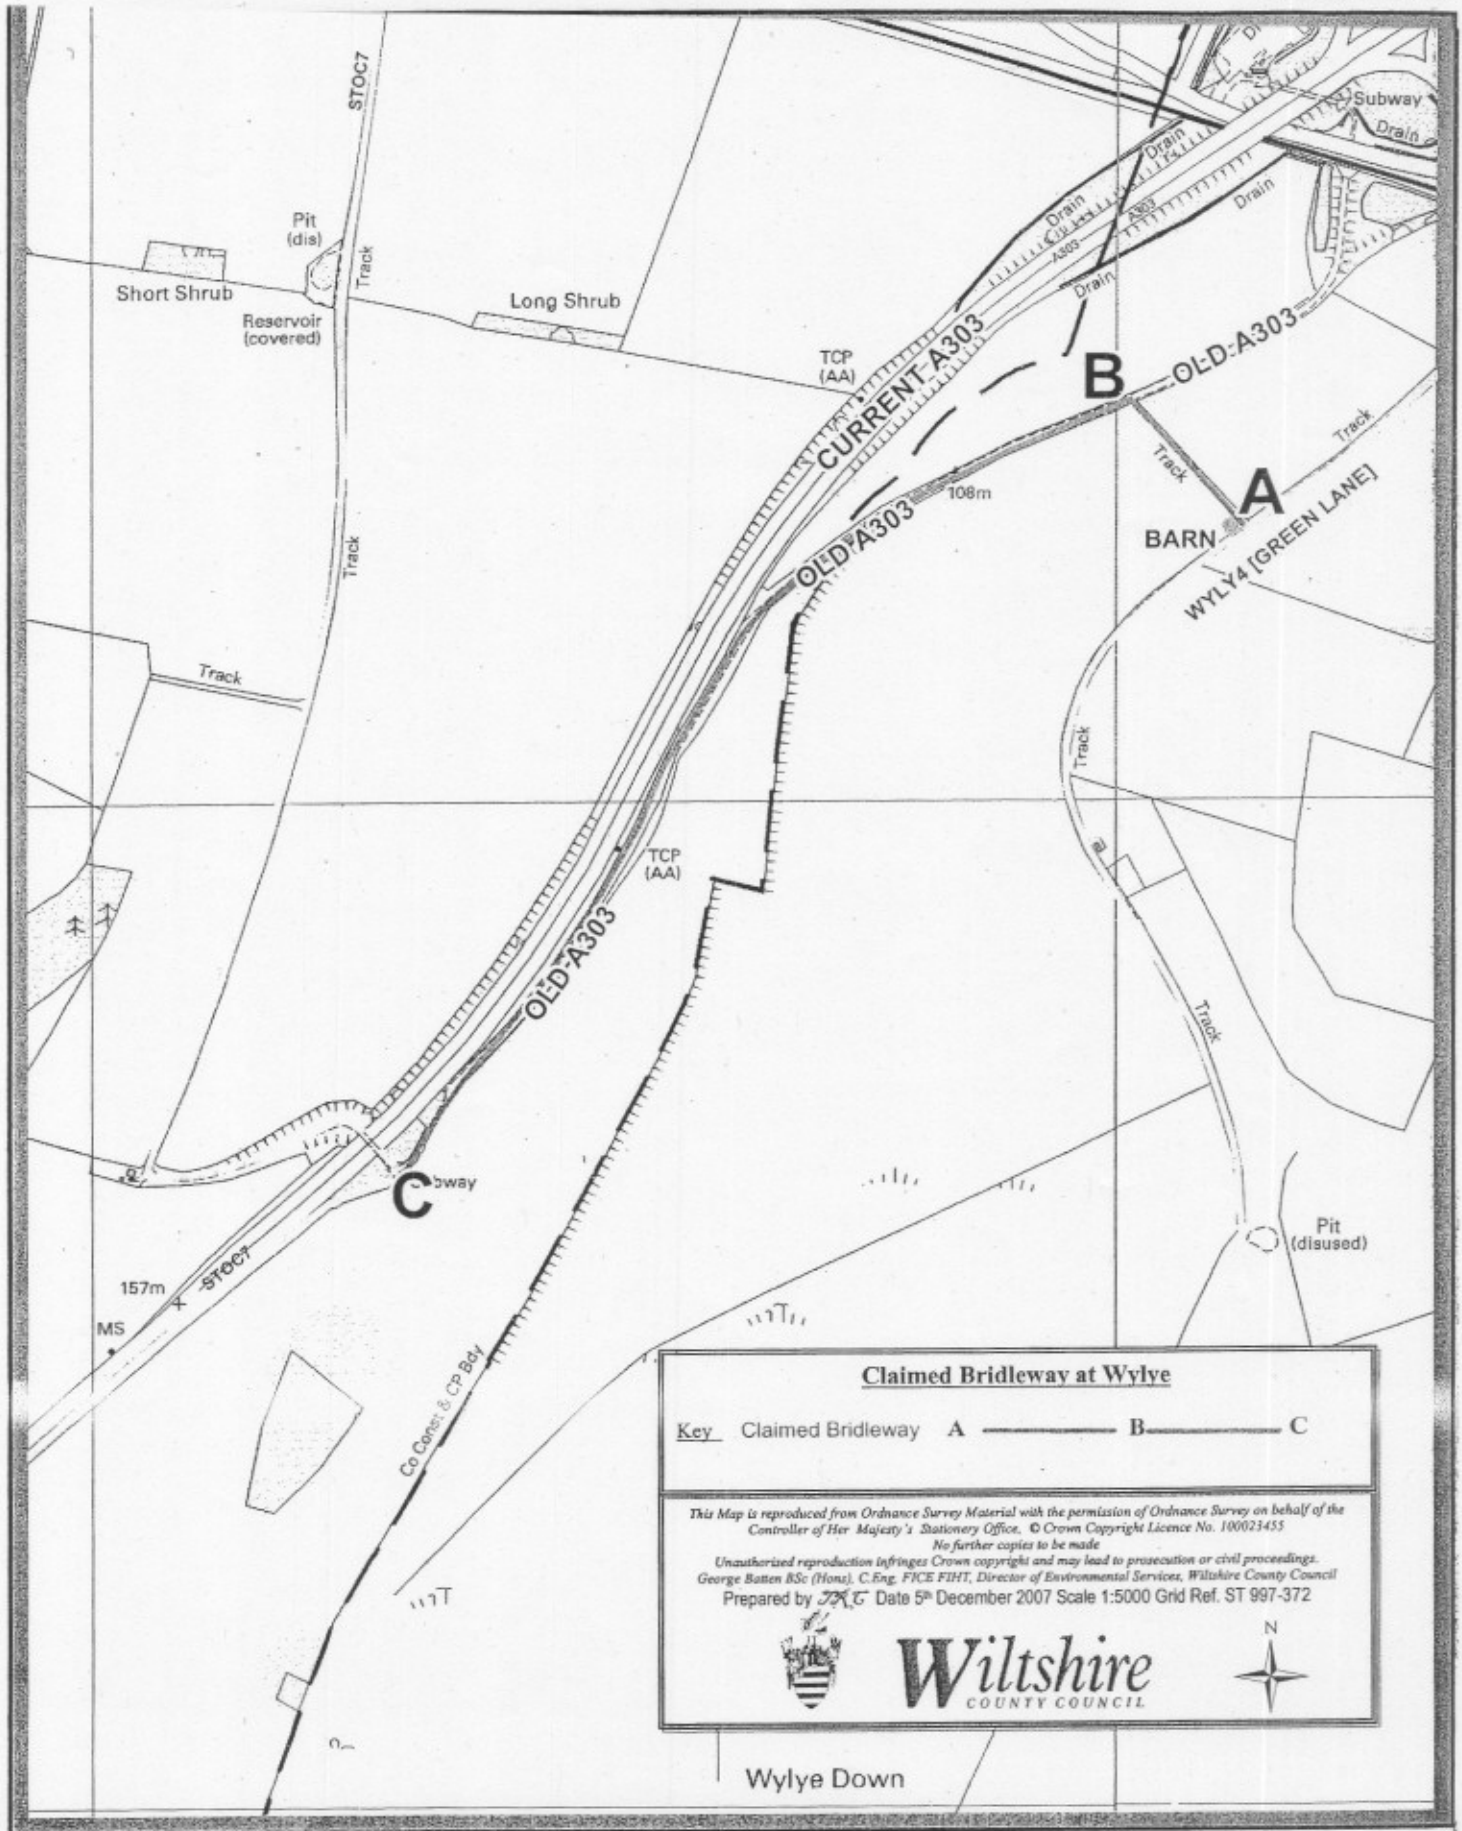 STOC7
Subway
Drain
Drain
Drain
Drain
Drain
A303
A303
Pit
(dis)
Track
Short Shrub
Reservoir
(covered)
Long Shrub
TCP
(AA)
CURRENT A303
B
OLD A303
Track
Track
A
108m
BARN
WYLY4 [GREEN LANE]
OLD A303
Track
Track
Track
TCP
(AA)
OLD A303
Track
C
bway
STOC7
157m
MS
Pit
(disused)
Co Const & CP Bdy
Claimed Bridleway at Wylye
Key Claimed Bridleway A B C
This Map is reproduced from Ordnance Survey Material with the permission of Ordnance Survey on behalf of the
Controller of Her Majesty's Stationery Office, © Crown Copyright Licence No. 100023455
No further copies to be made
Unauthorised reproduction infringes Crown copyright and may lead to prosecution or civil proceedings.
George Batten BSc (Hons), C.Eng, FICE FIHT, Director of Environmental Services, Wiltshire County Council
Prepared by Date 5th December 2007 Scale 1:5000 Grid Ref. ST 997-372
N
Wiltshire
COUNTY COUNCIL
Wylye Down